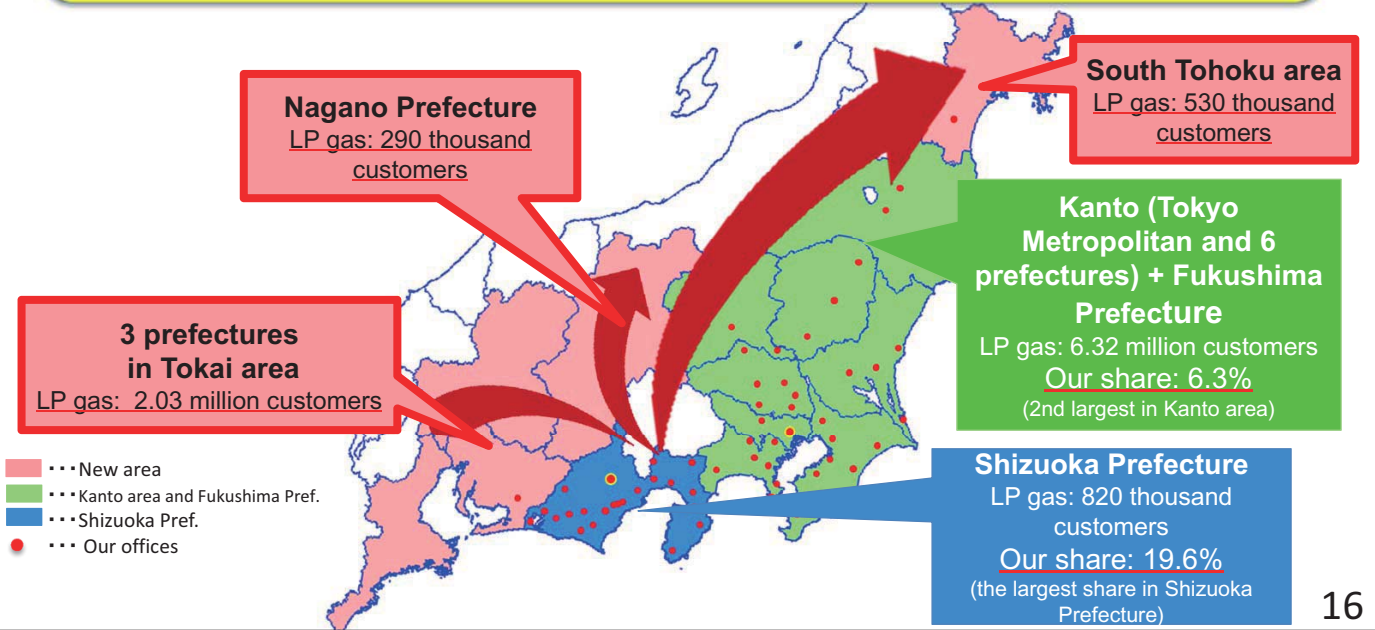 Nagano Prefecture
LP gas: 290 thousand
customers
South Tohoku area
LP gas: 530 thousand
customers
Kanto (Tokyo
Metropolitan and 6
prefectures) + Fukushima
Prefecture
LP gas: 6.32 million customers
Our share: 6.3%
(2nd largest in Kanto area)
3 prefectures
in Tokai area
LP gas: 2.03 million customers
･･･New area
･･･Kanto area and Fukushima Pref.
･･･Shizuoka Pref.
･･･ Our offices
Shizuoka Prefecture
LP gas: 820 thousand
customers
Our share: 19.6%
(the largest share in Shizuoka
Prefecture)
16